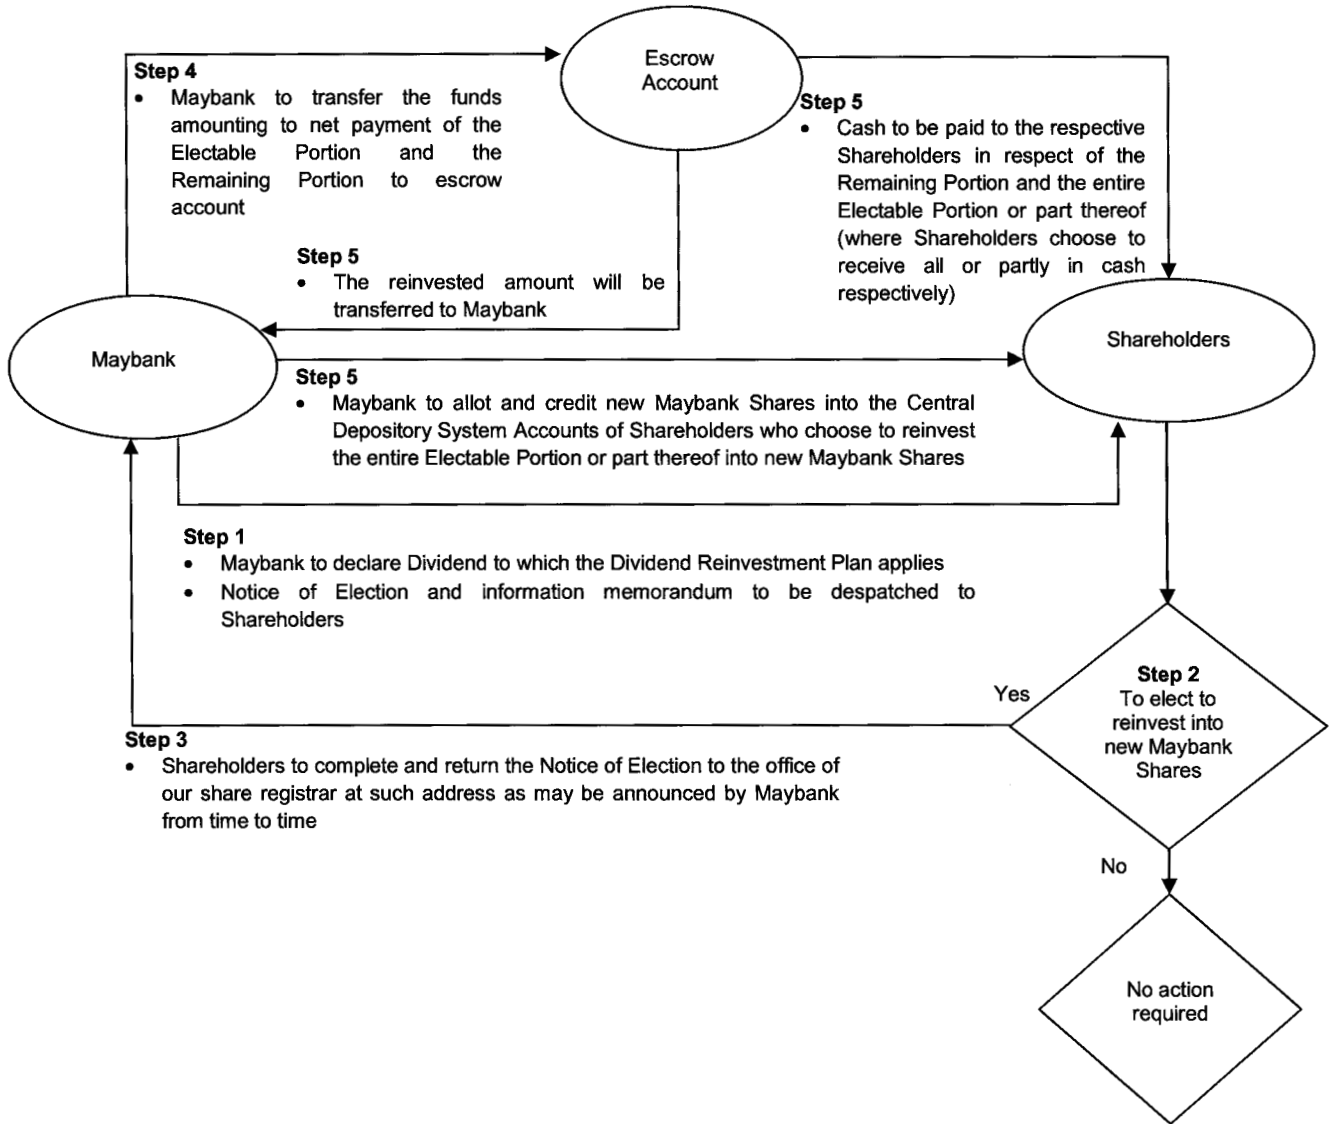 Escrow
Account
Step 4
• Maybank to transfer the funds
amounting to net payment of the
Electable Portion and the
Remaining Portion to escrow
account
Step 5
• Cash to be paid to the respective
Shareholders in respect of the
Remaining Portion and the entire
Electable Portion or part thereof
(where Shareholders choose to
receive all or partly in cash
respectively)
Step 5
• The reinvested amount will be
transferred to Maybank
Maybank
Shareholders
Step 5
• Maybank to allot and credit new Maybank Shares into the Central
Depository System Accounts of Shareholders who choose to reinvest
the entire Electable Portion or part thereof into new Maybank Shares
Step 1
• Maybank to declare Dividend to which the Dividend Reinvestment Plan applies
• Notice of Election and information memorandum to be despatched to
Shareholders
Step 2
To elect to
reinvest into
new Maybank
Shares
Yes
Step 3
• Shareholders to complete and return the Notice of Election to the office of
our share registrar at such address as may be announced by Maybank
from time to time
No
No action
required